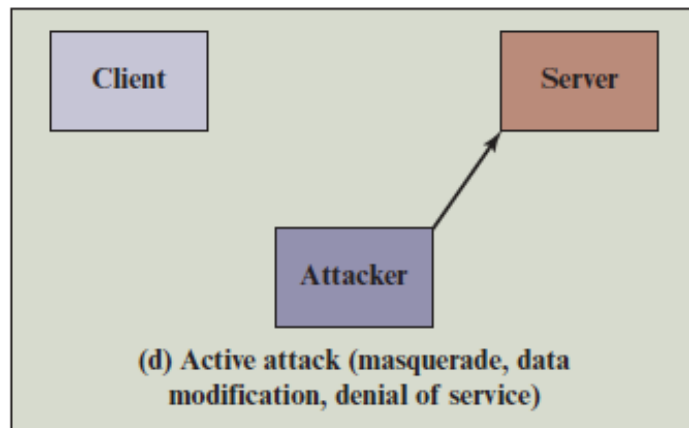 Client
Server
Attacker
(d) Active attack (masquerade, data
modification, denial of service)